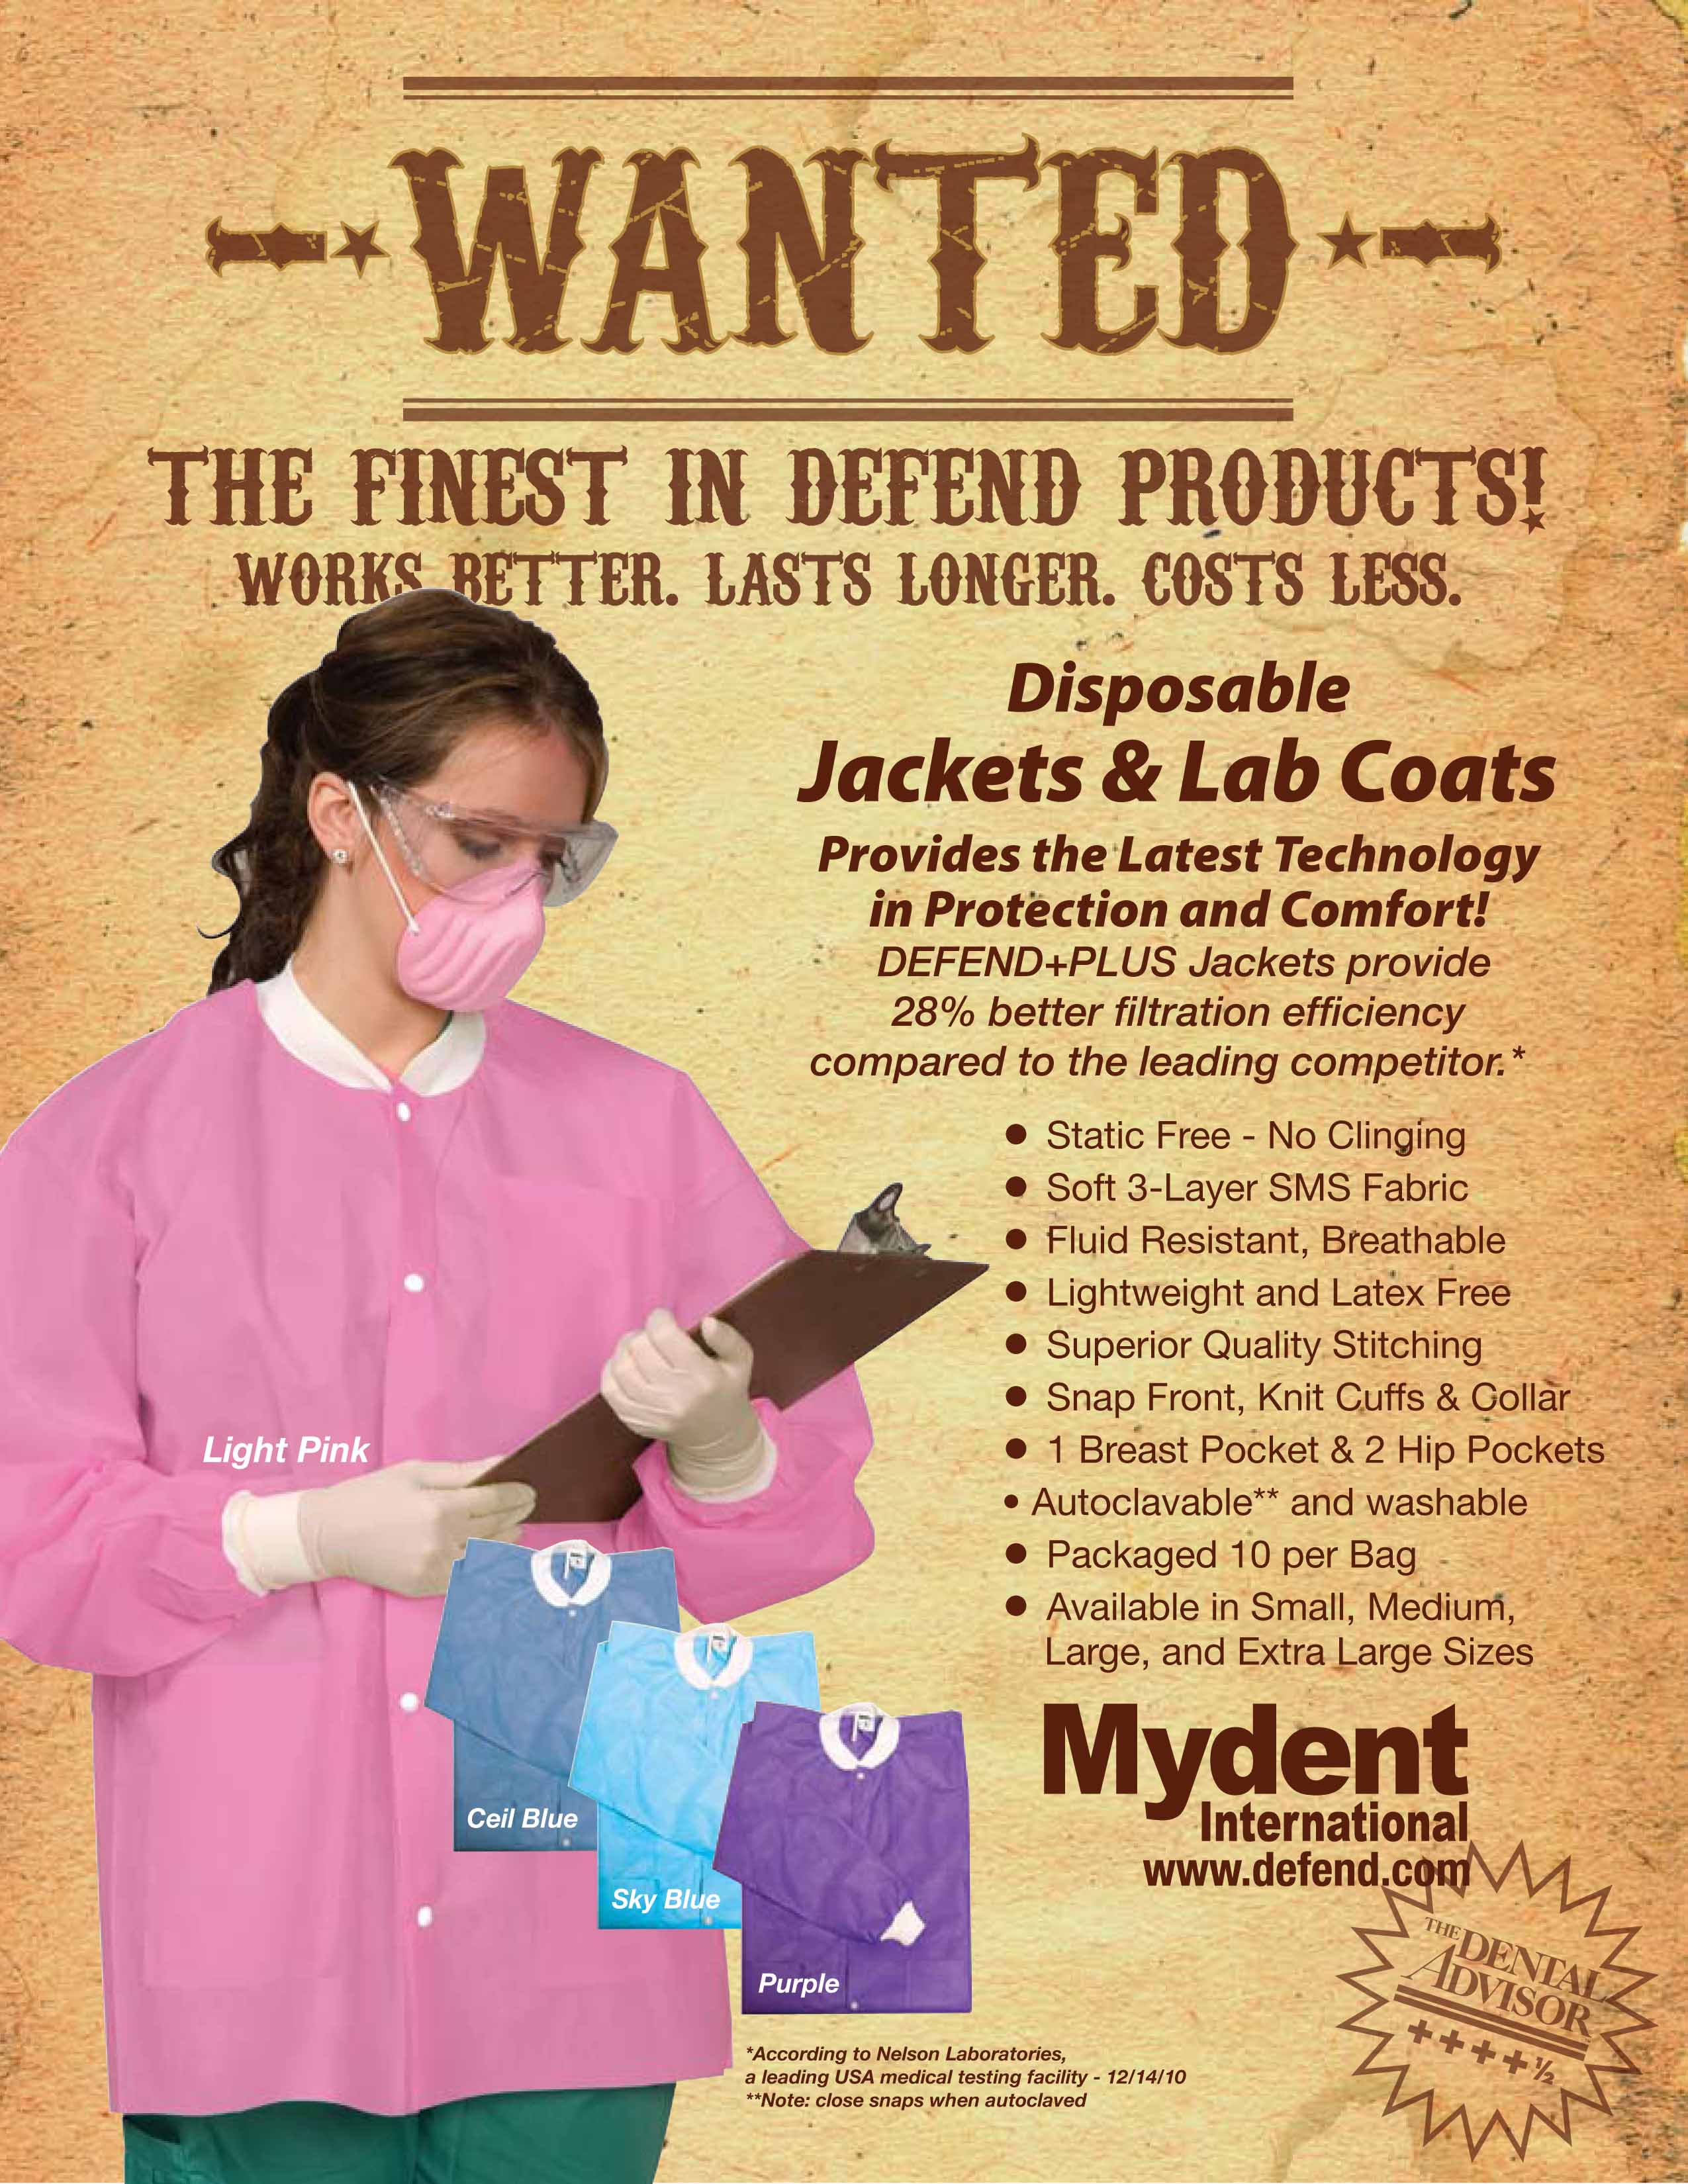 WANTED
THE FINEST IN DEFEND PRODUCTS!
WORKS BETTER. LASTS LONGER. COSTS LESS.
Disposable
Jackets & Lab Coats
Provides the Latest Technology
in Protection and Comfort!
DEFEND+PLUS Jackets provide
28% better filtration efficiency
compared to the leading competitor.*
● Static Free - No Clinging
● Soft 3-Layer SMS Fabric
● Fluid Resistant, Breathable
● Lightweight and Latex Free
● Superior Quality Stitching
● Snap Front, Knit Cuffs & Collar
● 1 Breast Pocket & 2 Hip Pockets
• Autoclavable** and washable
● Packaged 10 per Bag
● Available in Small, Medium,
Large, and Extra Large Sizes
Light Pink
Ceil Blue
Sky Blue
Purple
Mydent
International
www.defend.com
THE DENTAL
ADVISOR
++++½
*According to Nelson Laboratories,
a leading USA medical testing facility - 12/14/10
**Note: close snaps when autoclaved